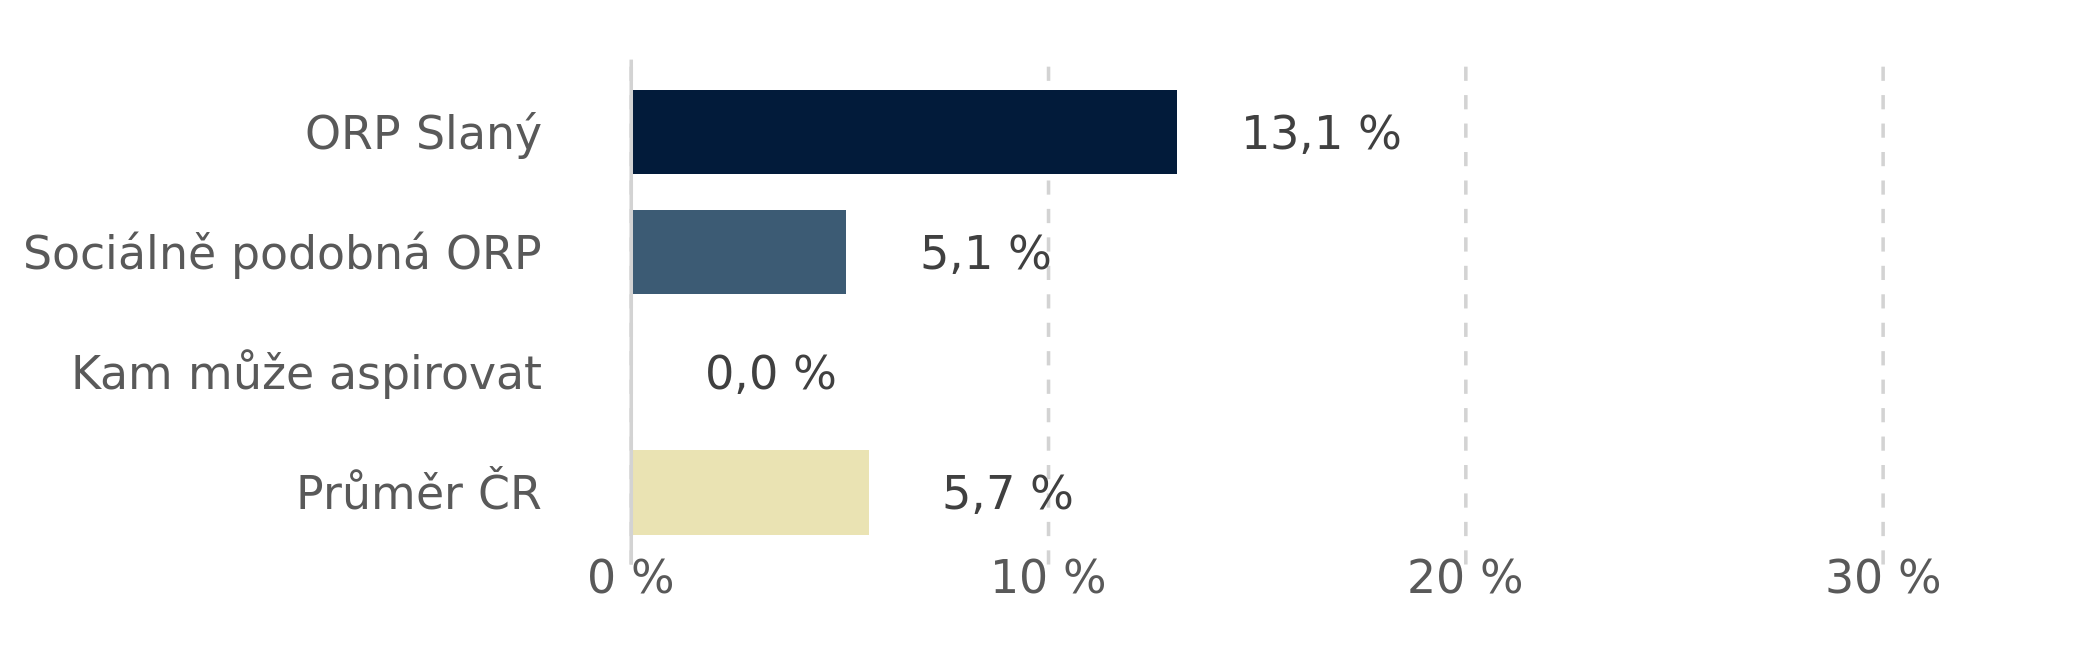 ORP Slaný 13,1 %
Sociálně podobná ORP 5,1 %
Kam může aspirovat 0,0 %
Průměr ČR 5,7 %
0 % 10 % 20 % 30 %